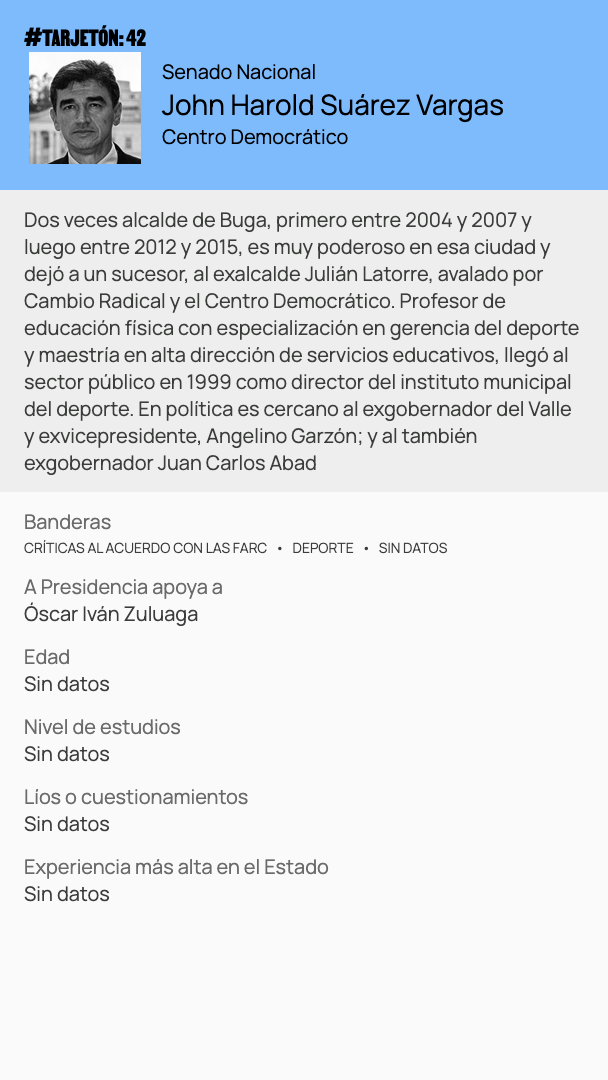 #TARJETÓN: 42
Senado Nacional
John Harold Suárez Vargas
Centro Democrático
Dos veces alcalde de Buga, primero entre 2004 y 2007 y
luego entre 2012 y 2015, es muy poderoso en esa ciudad y
dejó a un sucesor, al exalcalde Julián Latorre, avalado por
Cambio Radical y el Centro Democrático. Profesor de
educación física con especialización en gerencia del deporte
y maestría en alta dirección de servicios educativos, llegó al
sector público en 1999 como director del instituto municipal
del deporte. En política es cercano al exgobernador del Valle
y exvicepresidente, Angelino Garzón; y al también
exgobernador Juan Carlos Abad
Banderas
CRÍTICAS AL ACUERDO CON LAS FARC • DEPORTE • SIN DATOS
A Presidencia apoya a
Óscar Iván Zuluaga
Edad
Sin datos
Nivel de estudios
Sin datos
Líos o cuestionamientos
Sin datos
Experiencia más alta en el Estado
Sin datos